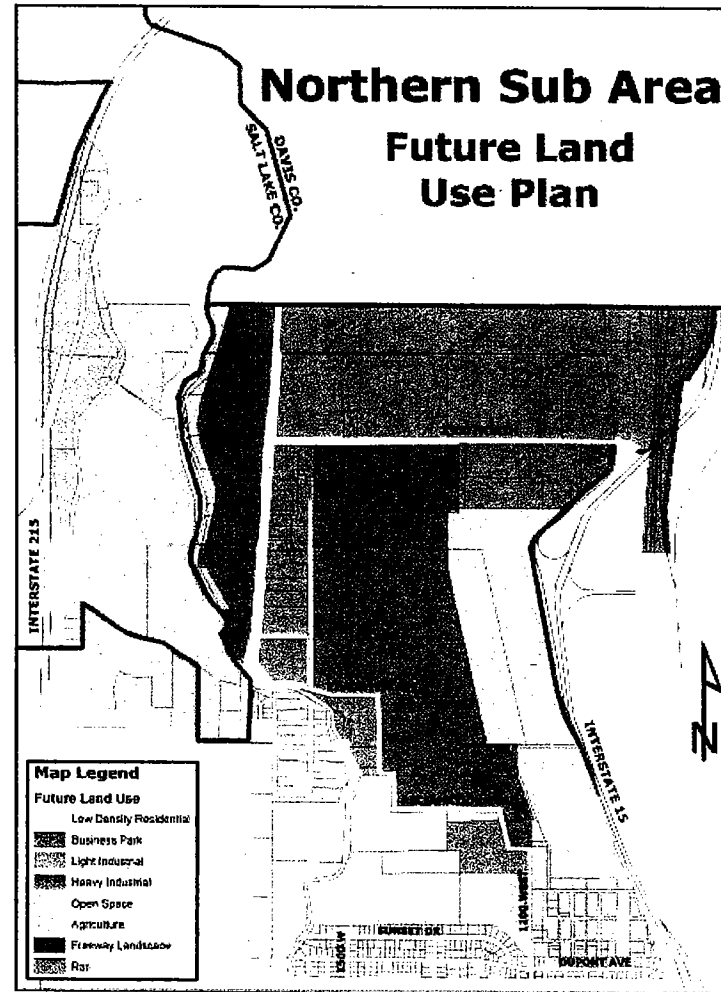 Northern Sub Area
Future Land
Use Plan
DAVIS CO.
SALT LAKE CO.
INTERSTATE 215
INTERSTATE 15
Map Legend
Future Land Use
Low Density Residential
Business Park
Light Industrial
Heavy Industrial
Open Space
Agriculture
Freeway Landscape
1200 WEST
SUNSET DR.
DUPONT AVE